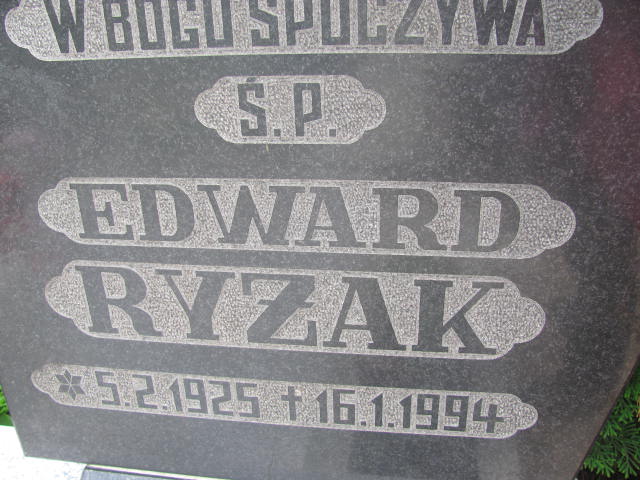 W BOGU SPOCZYWA
Ś.P.
EDWARD
RYŻAK
* 5.2.1925 † 16.1.1994